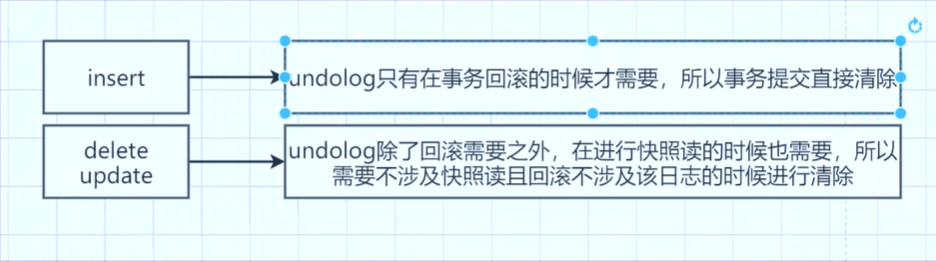 insert
undolog只有在事务回滚的时候才需要，所以事务提交直接清除
delete
update
undolog除了回滚需要之外，在进行快照读的时候也需要，所以
需要不涉及快照读且回滚不涉及该日志的时候进行清除